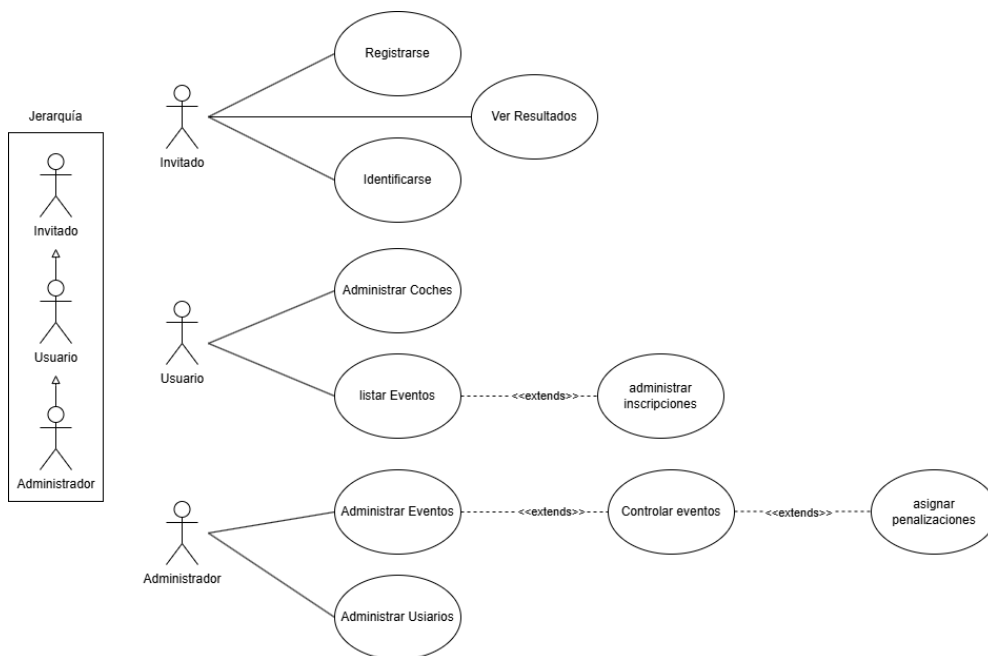 Registrarse
Ver Resultados
Jerarquía
Invitado
Identificarse
Invitado
Administrar Coches
Usuario
Usuario
listar Eventos
<<extends>>
administrar
inscripciones
Administrador
Administrar Eventos
<<extends>>
Controlar eventos
<<extends>>
asignar
penalizaciones
Administrador
Administrar Usiarios